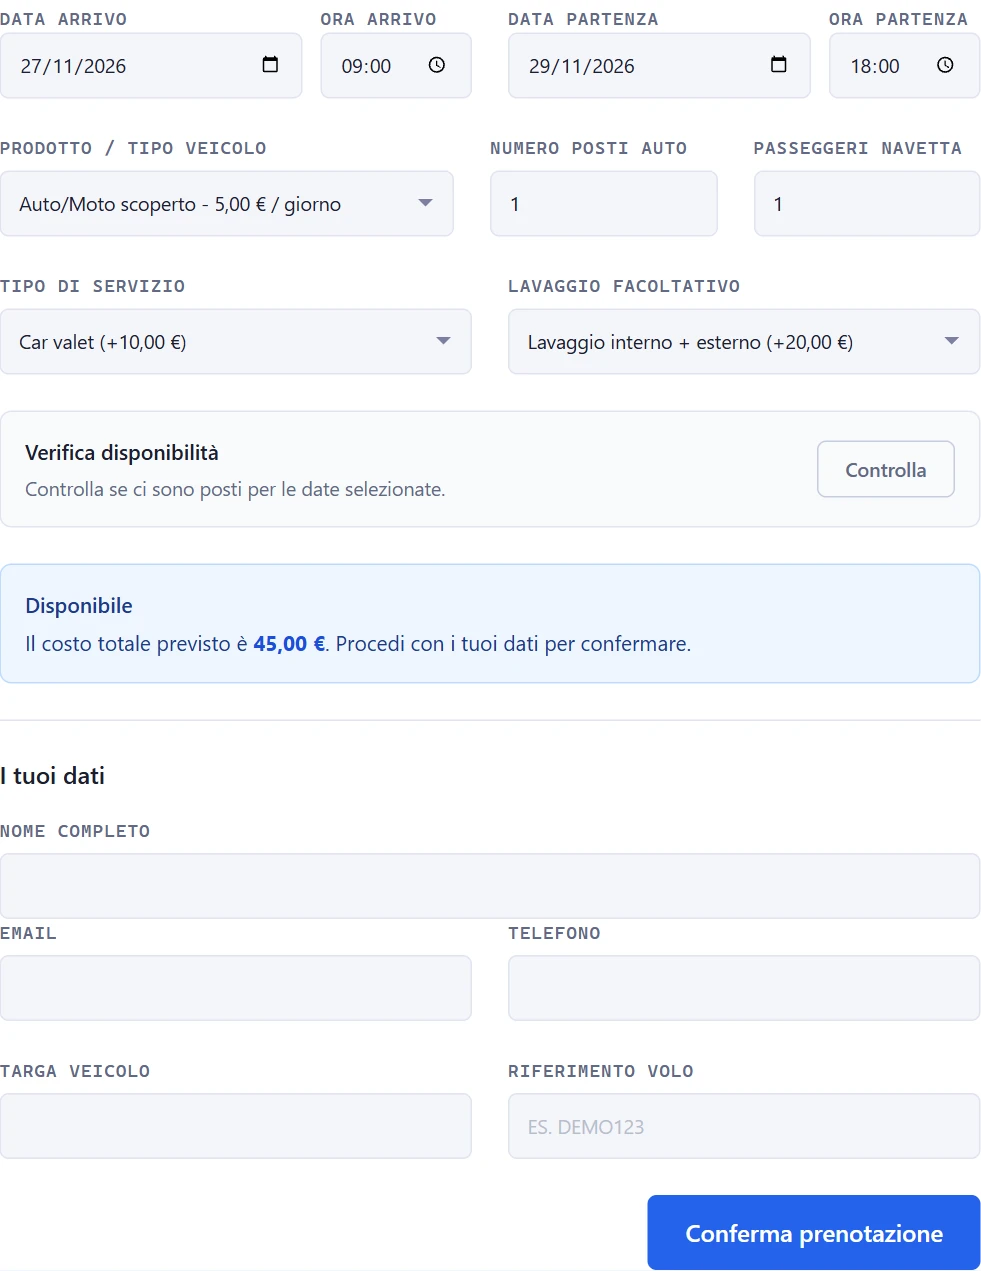 DATA ARRIVO
ORA ARRIVO
DATA PARTENZA
ORA PARTENZA
27/11/2026
09:00
29/11/2026
18:00
PRODOTTO / TIPO VEICOLO
NUMERO POSTI AUTO
PASSEGGERI NAVETTA
Auto/Moto scoperto - 5,00 € / giorno
1
1
TIPO DI SERVIZIO
LAVAGGIO FACOLTATIVO
Car valet (+10,00 €)
Lavaggio interno + esterno (+20,00 €)
Verifica disponibilità
Controlla se ci sono posti per le date selezionate.
Controlla
Disponibile
Il costo totale previsto è 45,00 €. Procedi con i tuoi dati per confermare.
I tuoi dati
NOME COMPLETO
EMAIL
TELEFONO
TARGA VEICOLO
RIFERIMENTO VOLO
ES. DEMO123
Conferma prenotazione